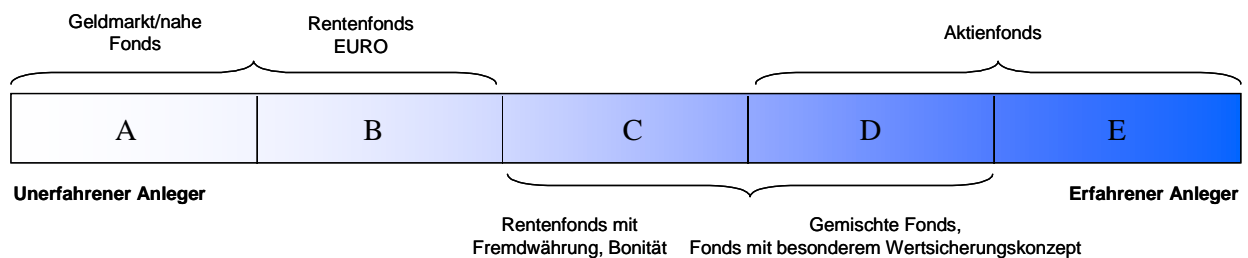 Geldmarkt/nahe
Fonds
Rentenfonds
EURO
Aktienfonds
A
B
C
D
E
Unerfahrener Anleger
Erfahrener Anleger
Rentenfonds mit
Fremdwährung, Bonität
Gemischte Fonds,
Fonds mit besonderem Wertsicherungskonzept